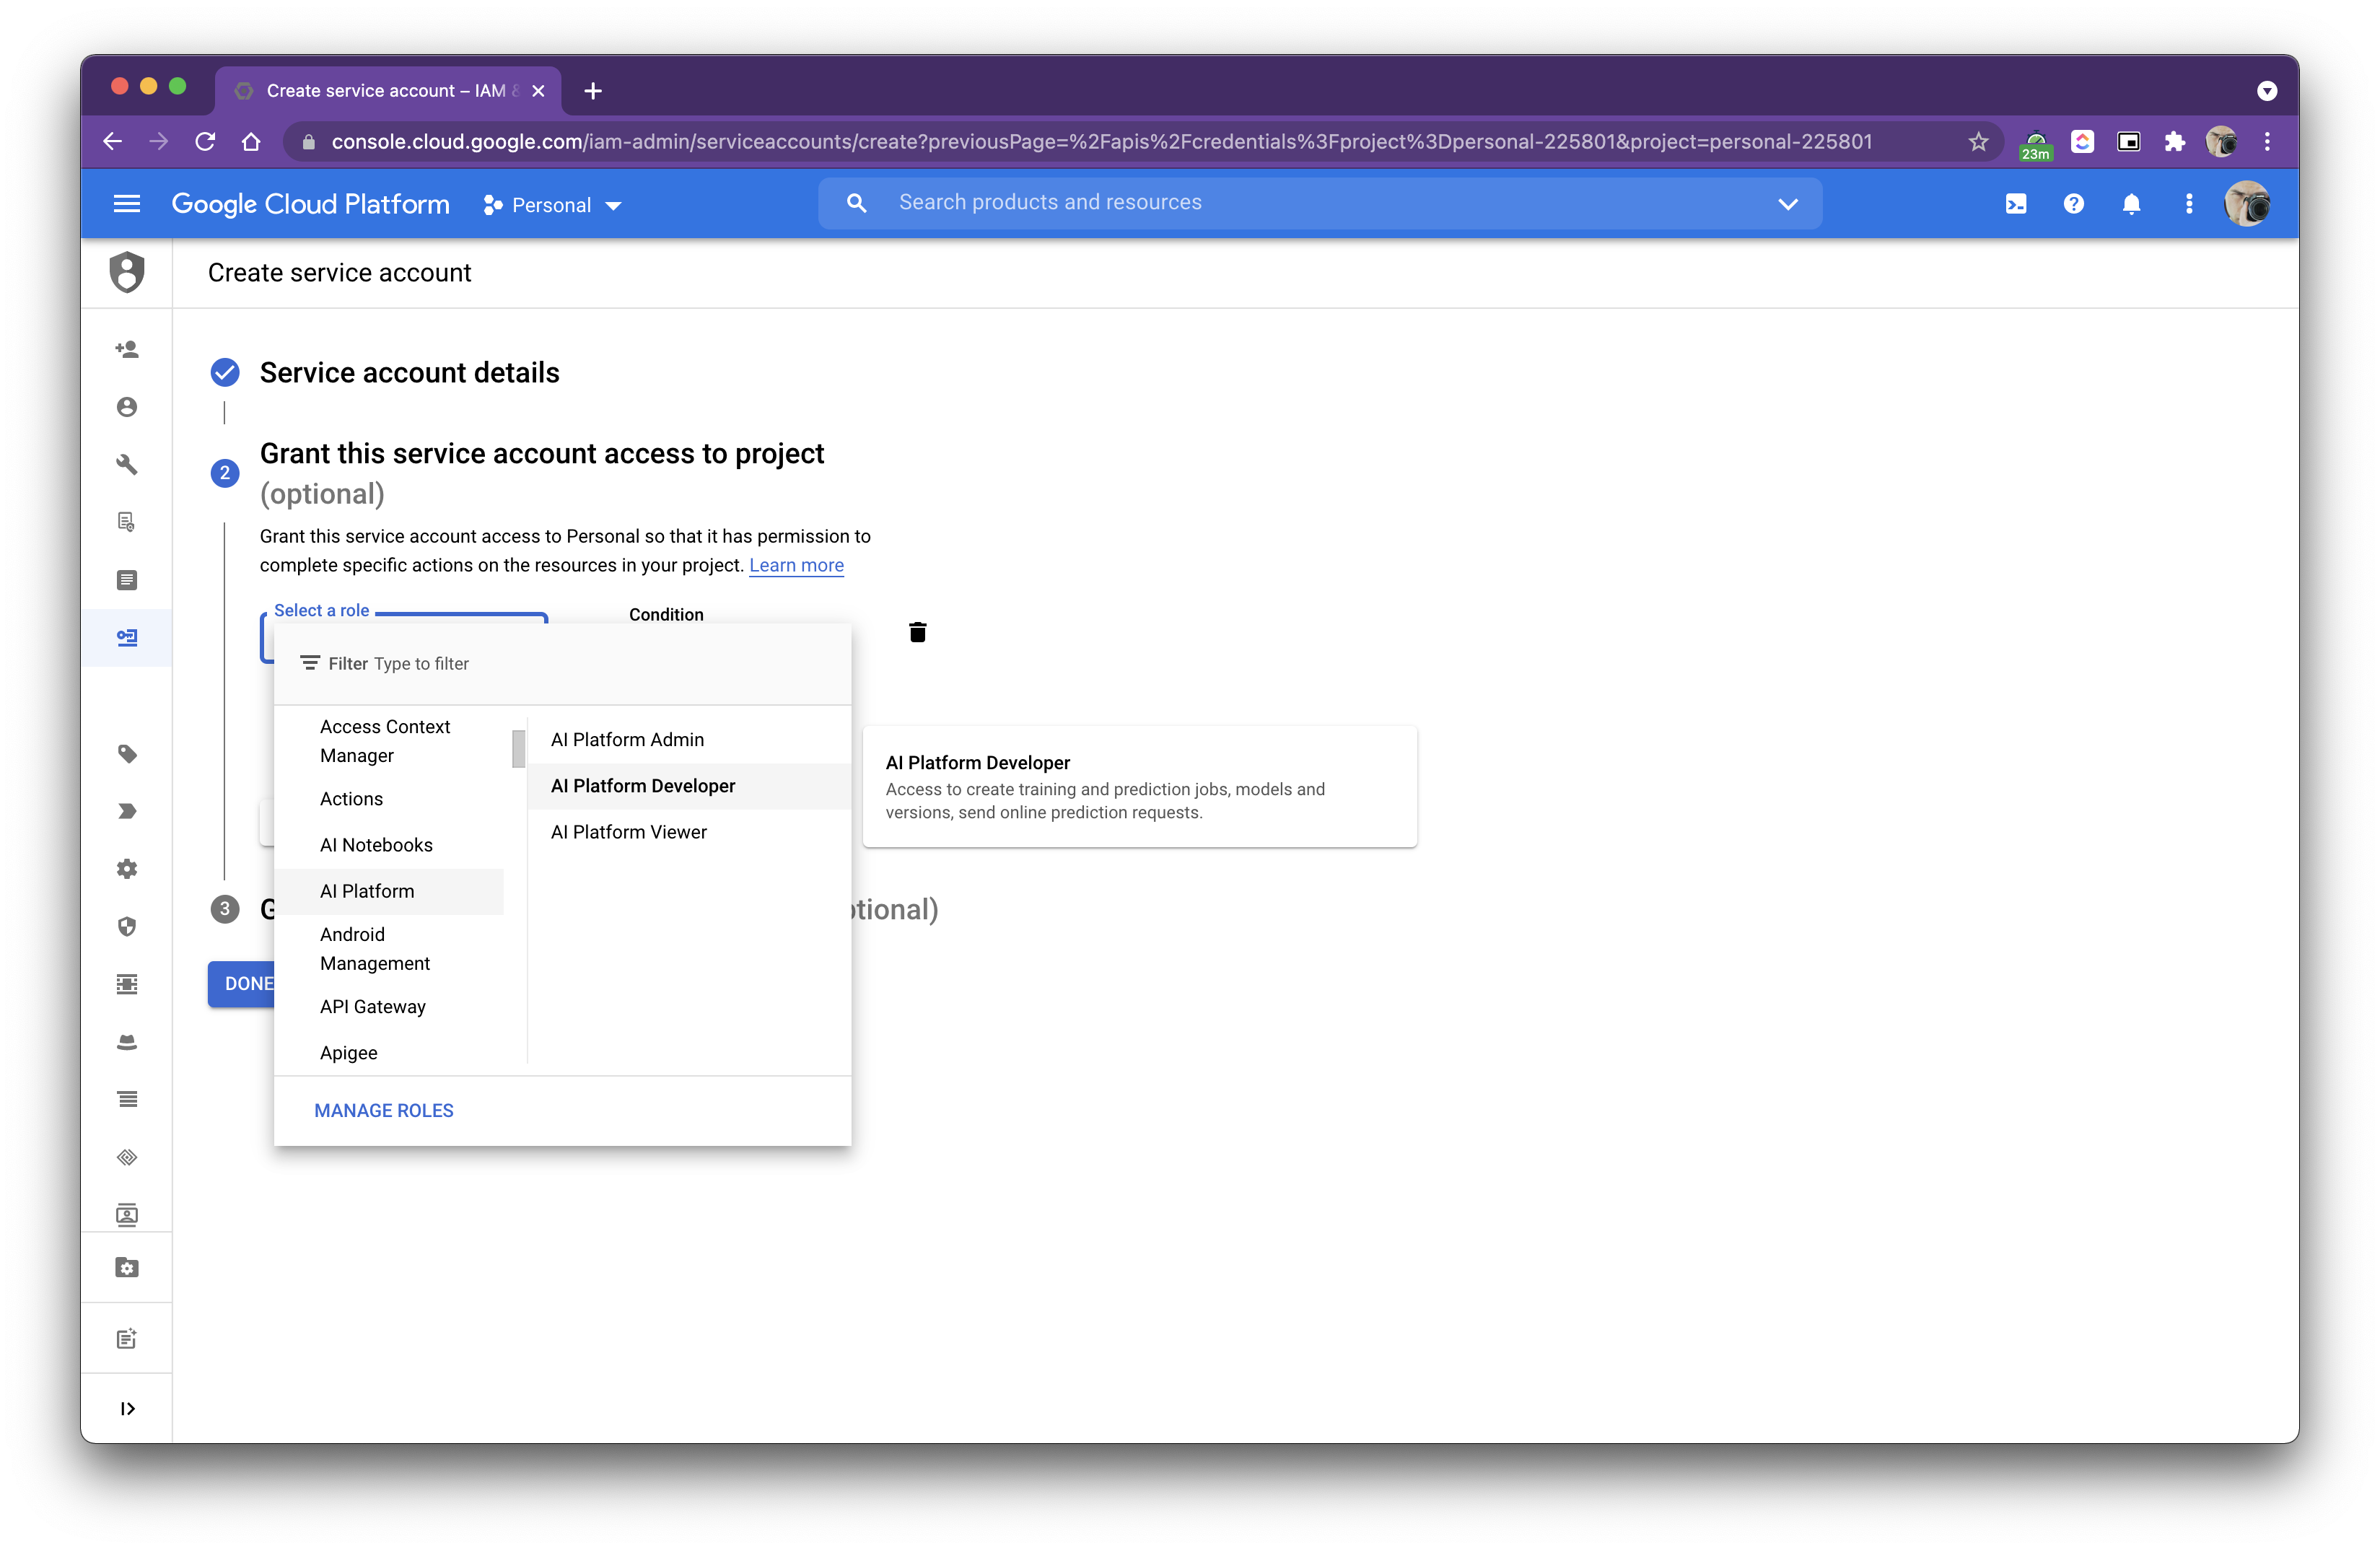 Create service account – IAM &
console.cloud.google.com/iam-admin/serviceaccounts/create?previousPage=%2Fapis%2Fcredentials%3Fproject%3Dpersonal-225801&project=personal-225801
23m
Google Cloud Platform
Personal
Search products and resources
Create service account
Service account details
2
Grant this service account access to project
(optional)
Grant this service account access to Personal so that it has permission to
complete specific actions on the resources in your project. Learn more
Select a role
Condition
Filter Type to filter
Access Context
Manager
Actions
AI Notebooks
AI Platform
Android
Management
API Gateway
Apigee
AI Platform Admin
AI Platform Developer
AI Platform Viewer
AI Platform Developer
Access to create training and prediction jobs, models and
versions, send online prediction requests.
3
G
tional)
DONE
MANAGE ROLES